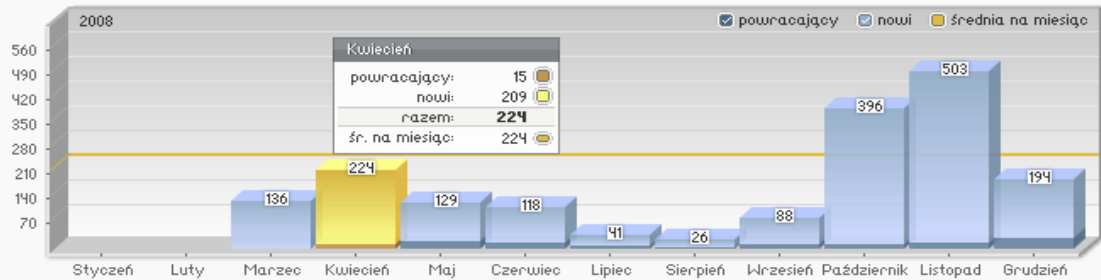 2008 powracający nowi średnia na miesiąc
Kwiecień
powracający: 15
nowi: 209
razem: 224
śr. na miesiąc: 224
560
490
420
350
280
210
140
70
136
224
129
118
41
26
88
396
503
194
Styczeń Luty Marzec Kwiecień Maj Czerwiec Lipiec Sierpień Wrzesień Październik Listopad Grudzień